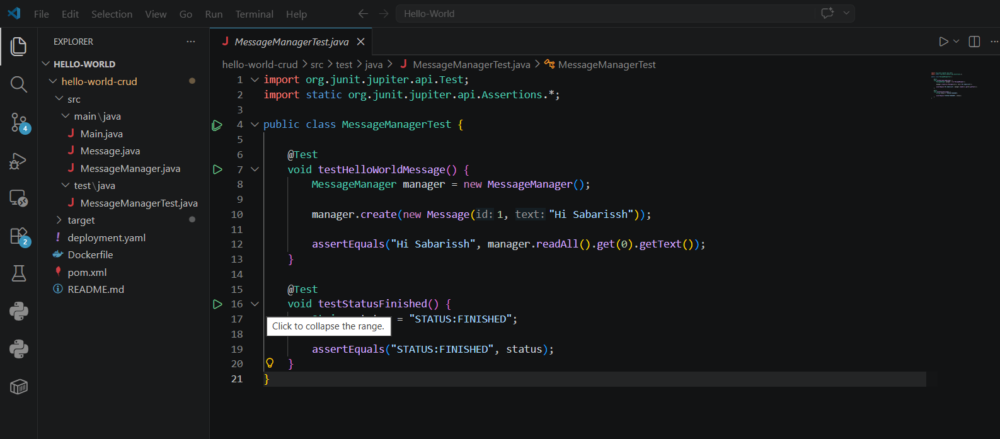 File Edit Selection View Go Run Terminal Help
Hello-World
EXPLORER
HELLO-WORLD
hello-world-crud
src
main\java
Main.java
Message.java
MessageManager.java
test\java
MessageManagerTest.java
target
deployment.yaml
Dockerfile
pom.xml
README.md
4
2
MessageManagerTest.java
hello-world-crud > src > test > java > MessageManagerTest.java > MessageManagerTest
1 import org.junit.jupiter.api.Test;
2 import static org.junit.jupiter.api.Assertions.*;
3
4 public class MessageManagerTest {
5
6 @Test
7 void testHelloWorldMessage() {
8 MessageManager manager = new MessageManager();
9
10 manager.create(new Message(id: 1, text: "Hi Sabarissh"));
11
12 assertEquals("Hi Sabarissh", manager.readAll().get(0).getText());
13 }
14
15 @Test
16 void testStatusFinished() {
17 = "STATUS:FINISHED";
Click to collapse the range.
18
19 assertEquals("STATUS:FINISHED", status);
20 }
21 }